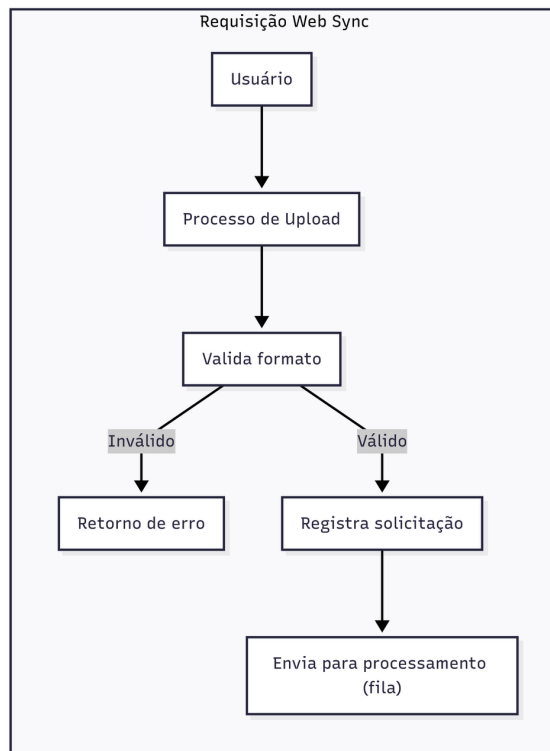 Requisição Web Sync
Usuário
Processo de Upload
Valida formato
Inválido
Válido
Retorno de erro
Registra solicitação
Envia para processamento
(fila)